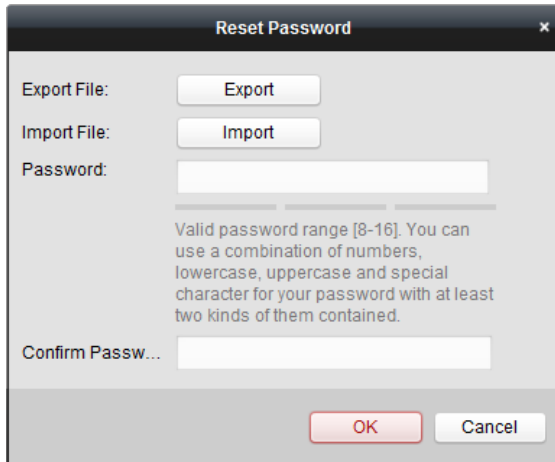 Reset Password ×
Export File: Export
Import File: Import
Password:
Valid password range [8-16]. You can
use a combination of numbers,
lowercase, uppercase and special
character for your password with at least
two kinds of them contained.
Confirm Passw...
OK Cancel